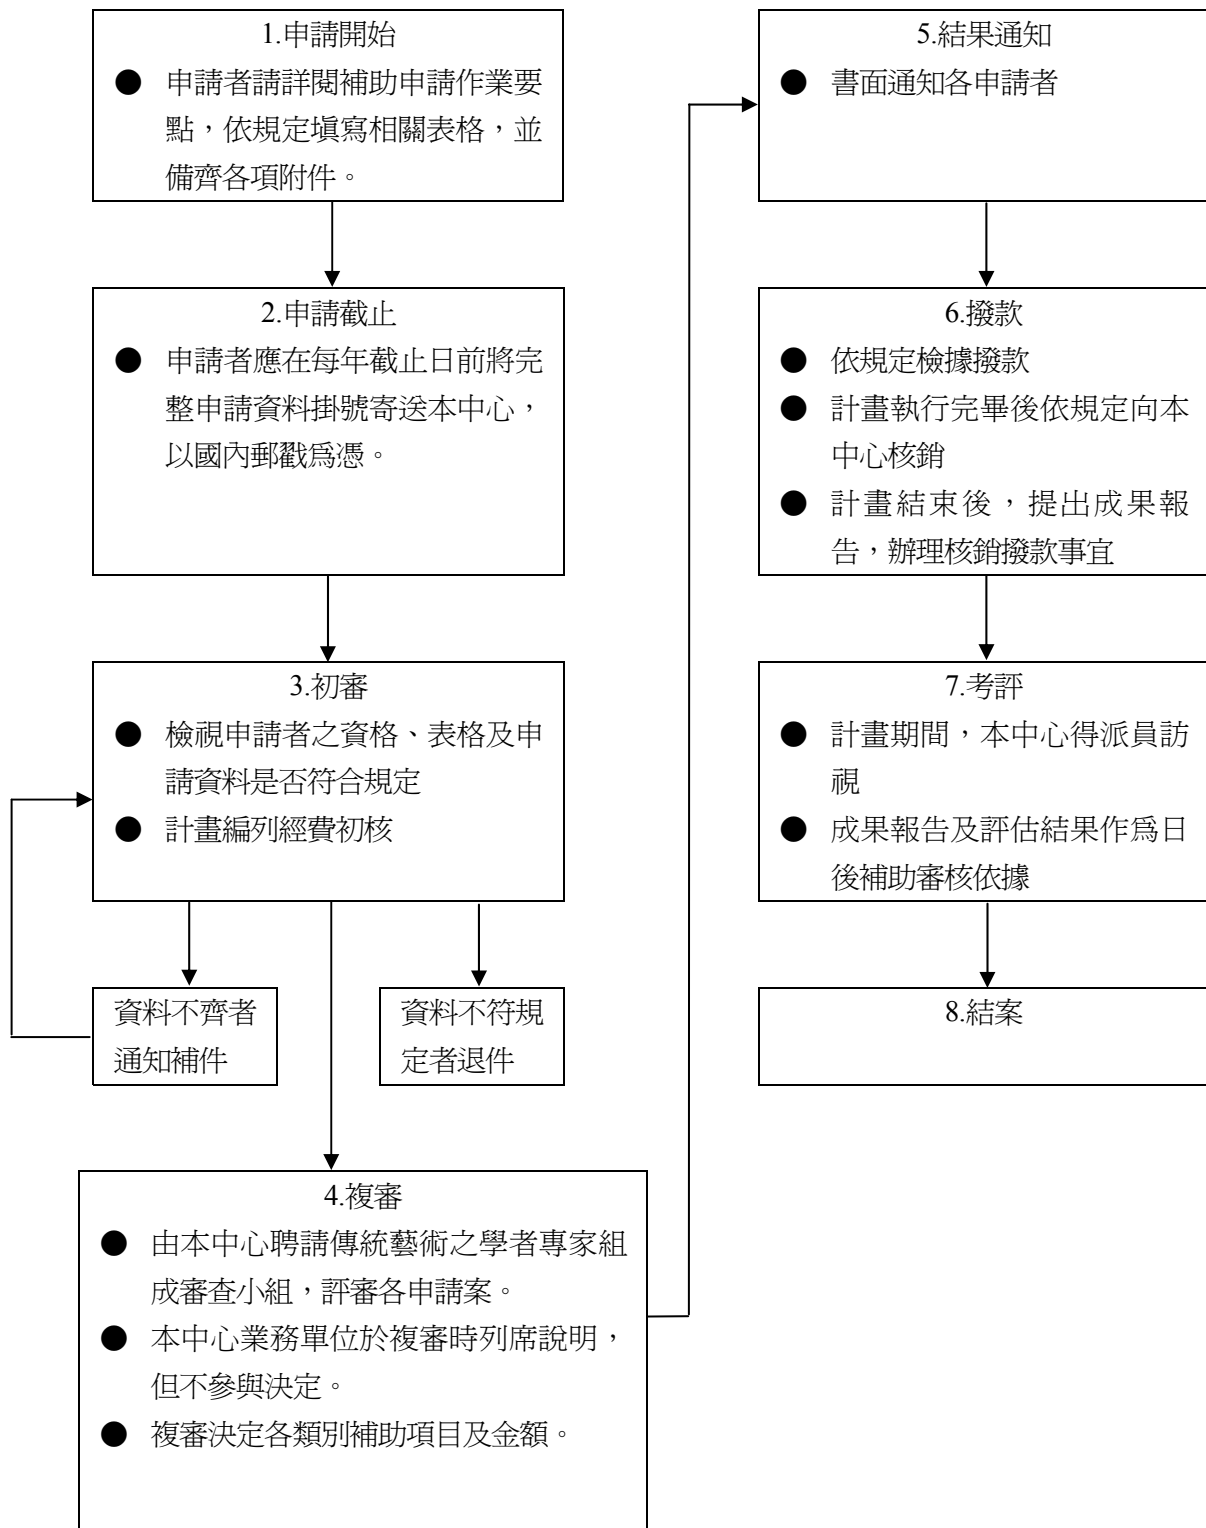 1.申請開始
● 申請者請詳閱補助申請作業要
點，依規定填寫相關表格，並
備齊各項附件。
2.申請截止
● 申請者應在每年截止日前將完
整申請資料掛號寄送本中心，
以國內郵戳為憑。
3.初審
● 檢視申請者之資格、表格及申
請資料是否符合規定
● 計畫編列經費初核
資料不齊者
通知補件
資料不符規
定者退件
4.複審
● 由本中心聘請傳統藝術之學者專家組
成審查小組，評審各申請案。
● 本中心業務單位於複審時列席說明，
但不參與決定。
● 複審決定各類別補助項目及金額。
5.結果通知
● 書面通知各申請者
6.撥款
● 依規定檢據撥款
● 計畫執行完畢後依規定向本
中心核銷
● 計畫結束後，提出成果報
告，辦理核銷撥款事宜
7.考評
● 計畫期間，本中心得派員訪
視
● 成果報告及評估結果作為日
後補助審核依據
8.結案